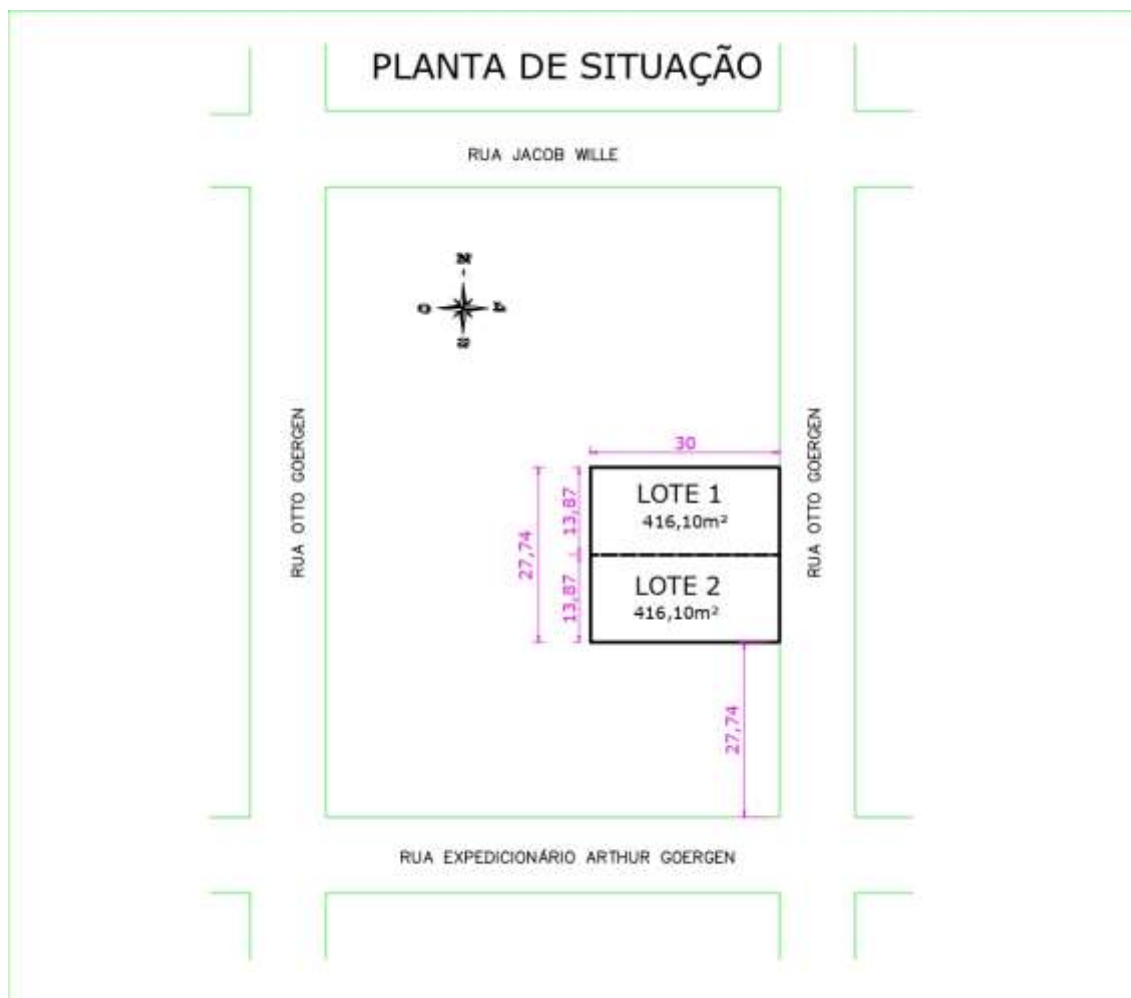 PLANTA DE SITUAÇÃO
RUA JACOB WILLE
N
O
S
RUA OTTO GOERGEN
RUA OTTO GOERGEN
30
27,74
13,87
13,87
LOTE 1
416,10m²
LOTE 2
416,10m²
27,74
RUA EXPEDICIONÁRIO ARTHUR GOERGEN